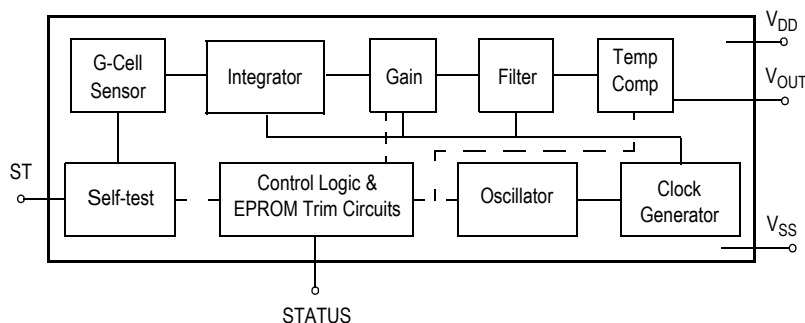 V_DD
G-Cell
Sensor
Integrator
Gain
Filter
Temp
Comp
V_OUT
ST
Self-test
Control Logic &
EPROM Trim Circuits
Oscillator
Clock
Generator
V_SS
STATUS